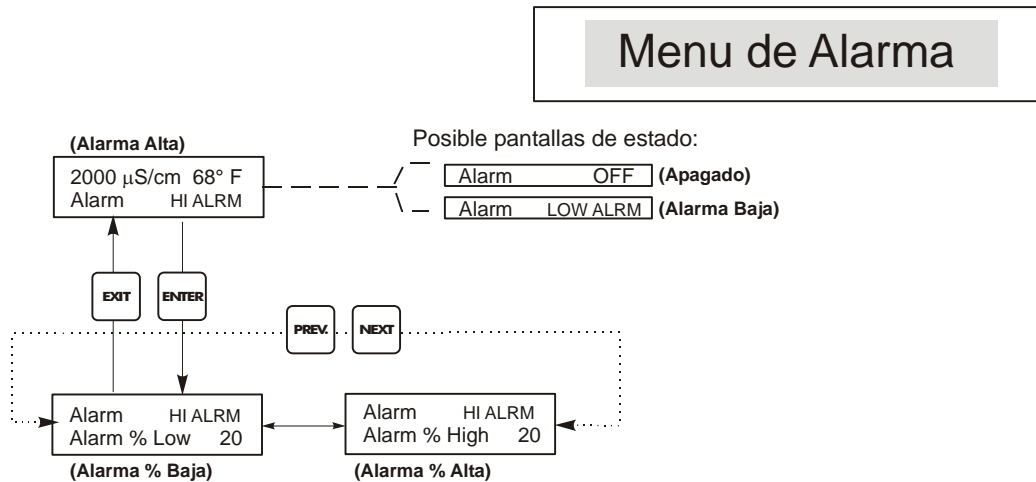 Menu de Alarma
(Alarma Alta)
2000 µS/cm 68° F
Alarm HI ALRM
Posible pantallas de estado:
Alarm OFF (Apagado)
Alarm LOW ALRM (Alarma Baja)
EXIT
ENTER
PREV.
NEXT
Alarm HI ALRM
Alarm % Low 20
(Alarma % Baja)
Alarm HI ALRM
Alarm % High 20
(Alarma % Alta)